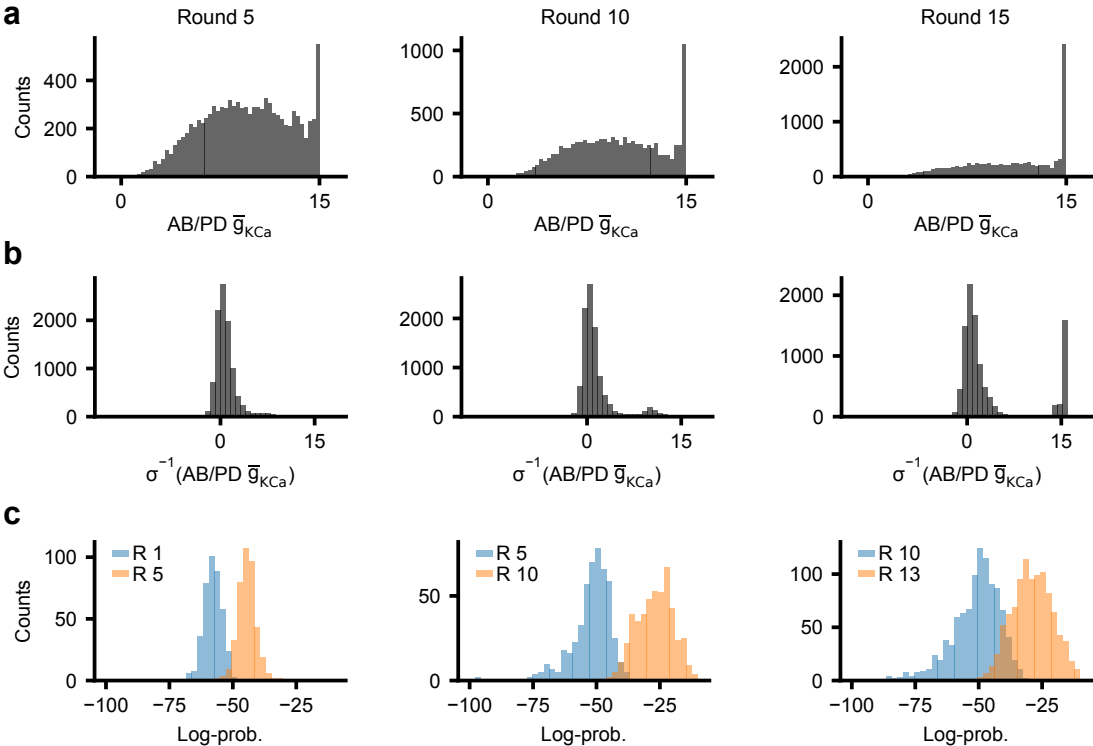 a
Round 5
Round 10
Round 15
Counts
400
200
0
1000
500
0
2000
1000
0
0
15
0
15
0
15
AB/PD g̅KCa
AB/PD g̅KCa
AB/PD g̅KCa
b
Counts
2000
1000
0
2000
1000
0
2000
1000
0
0
15
0
15
0
15
σ⁻¹(AB/PD g̅KCa)
σ⁻¹(AB/PD g̅KCa)
σ⁻¹(AB/PD g̅KCa)
c
Counts
100
50
0
R 1
R 5
50
0
R 5
R 10
100
50
0
R 10
R 13
−100
−75
−50
−25
−100
−75
−50
−25
−100
−75
−50
−25
Log-prob.
Log-prob.
Log-prob.